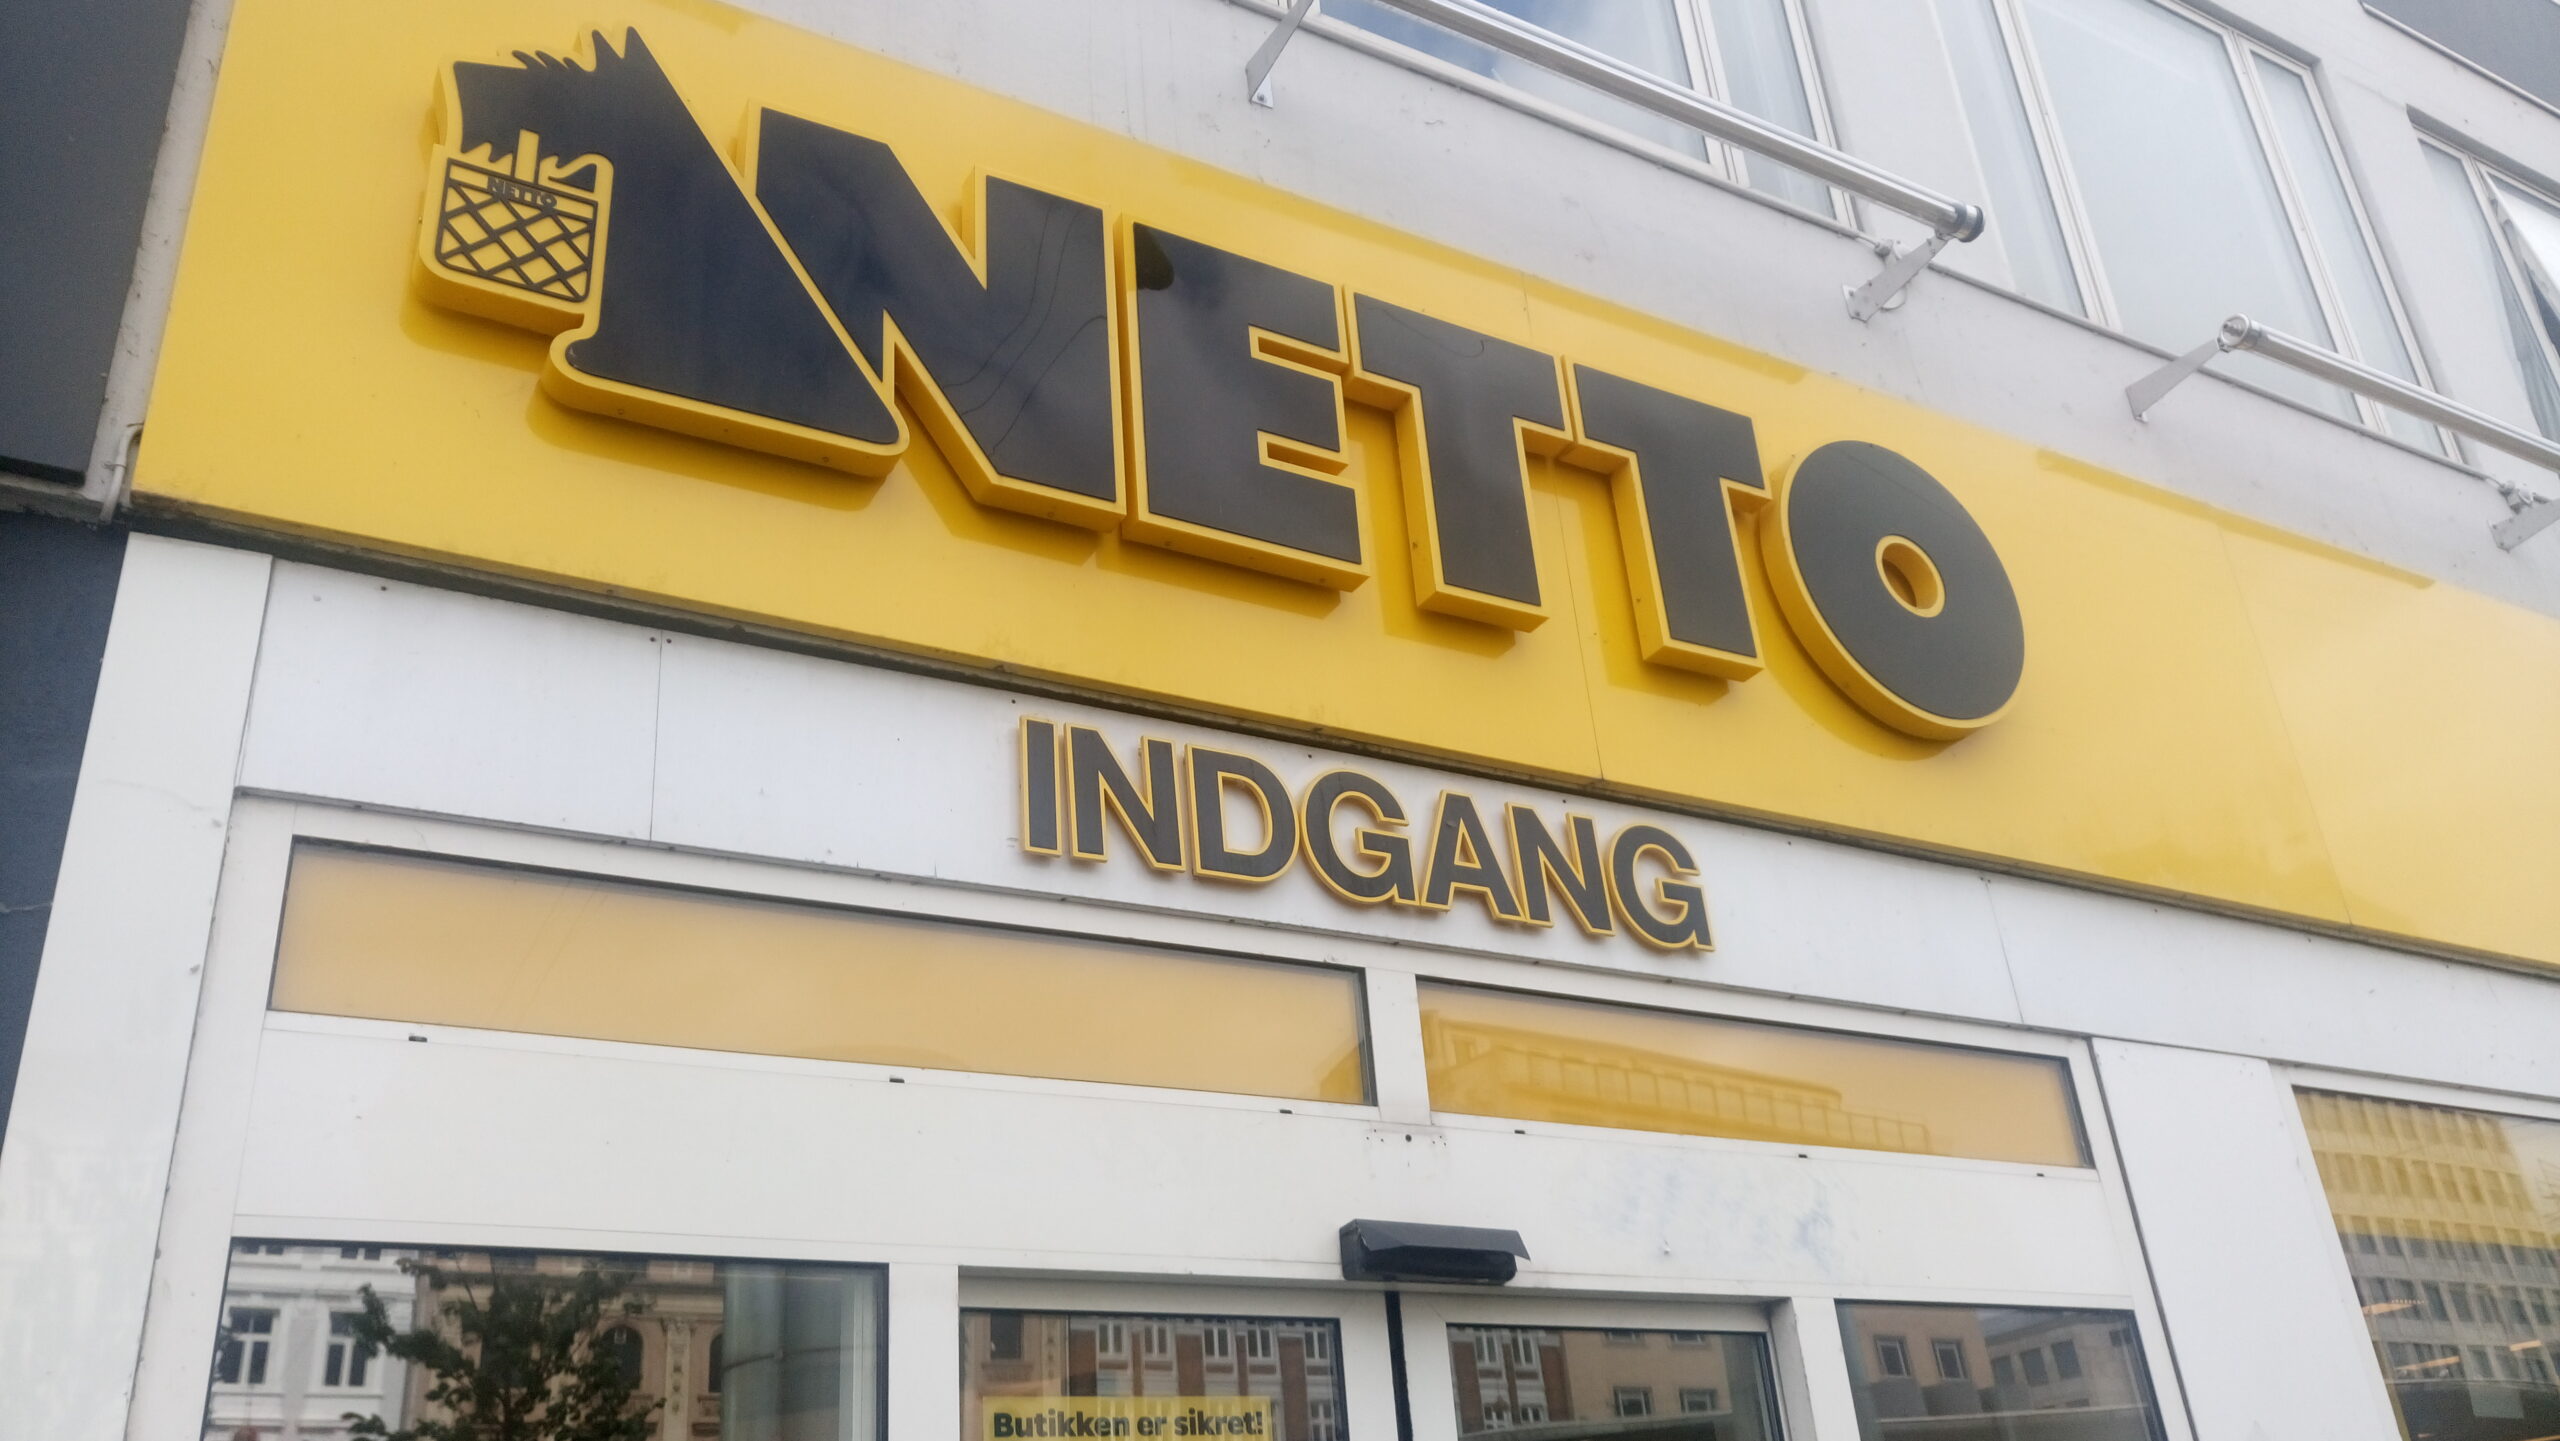 NETTO
NETTO
INDGANG
Butikken er sikret!